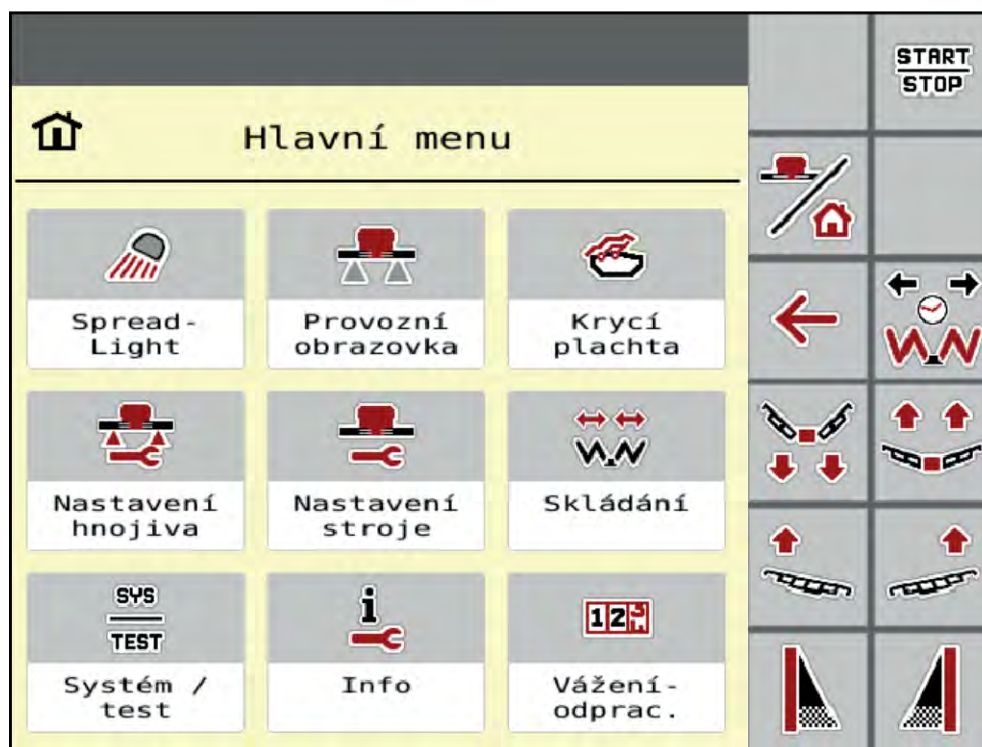 START
STOP
Hlavní menu
Spread-
Light
Provozní
obrazovka
Krycí
plachta
Nastavení
hnojiva
Nastavení
stroje
Skládání
SYS
TEST
i
12
Systém /
test
Info
Vážení-
odprac.